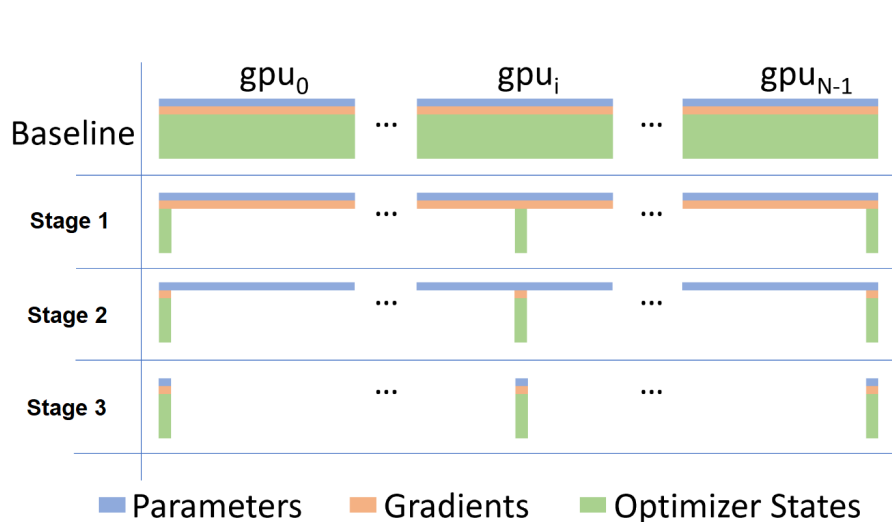 gpu0 gpui gpuN-1
Baseline ... ...
Stage 1 ... ...
Stage 2 ... ...
Stage 3 ... ...
Parameters Gradients Optimizer States